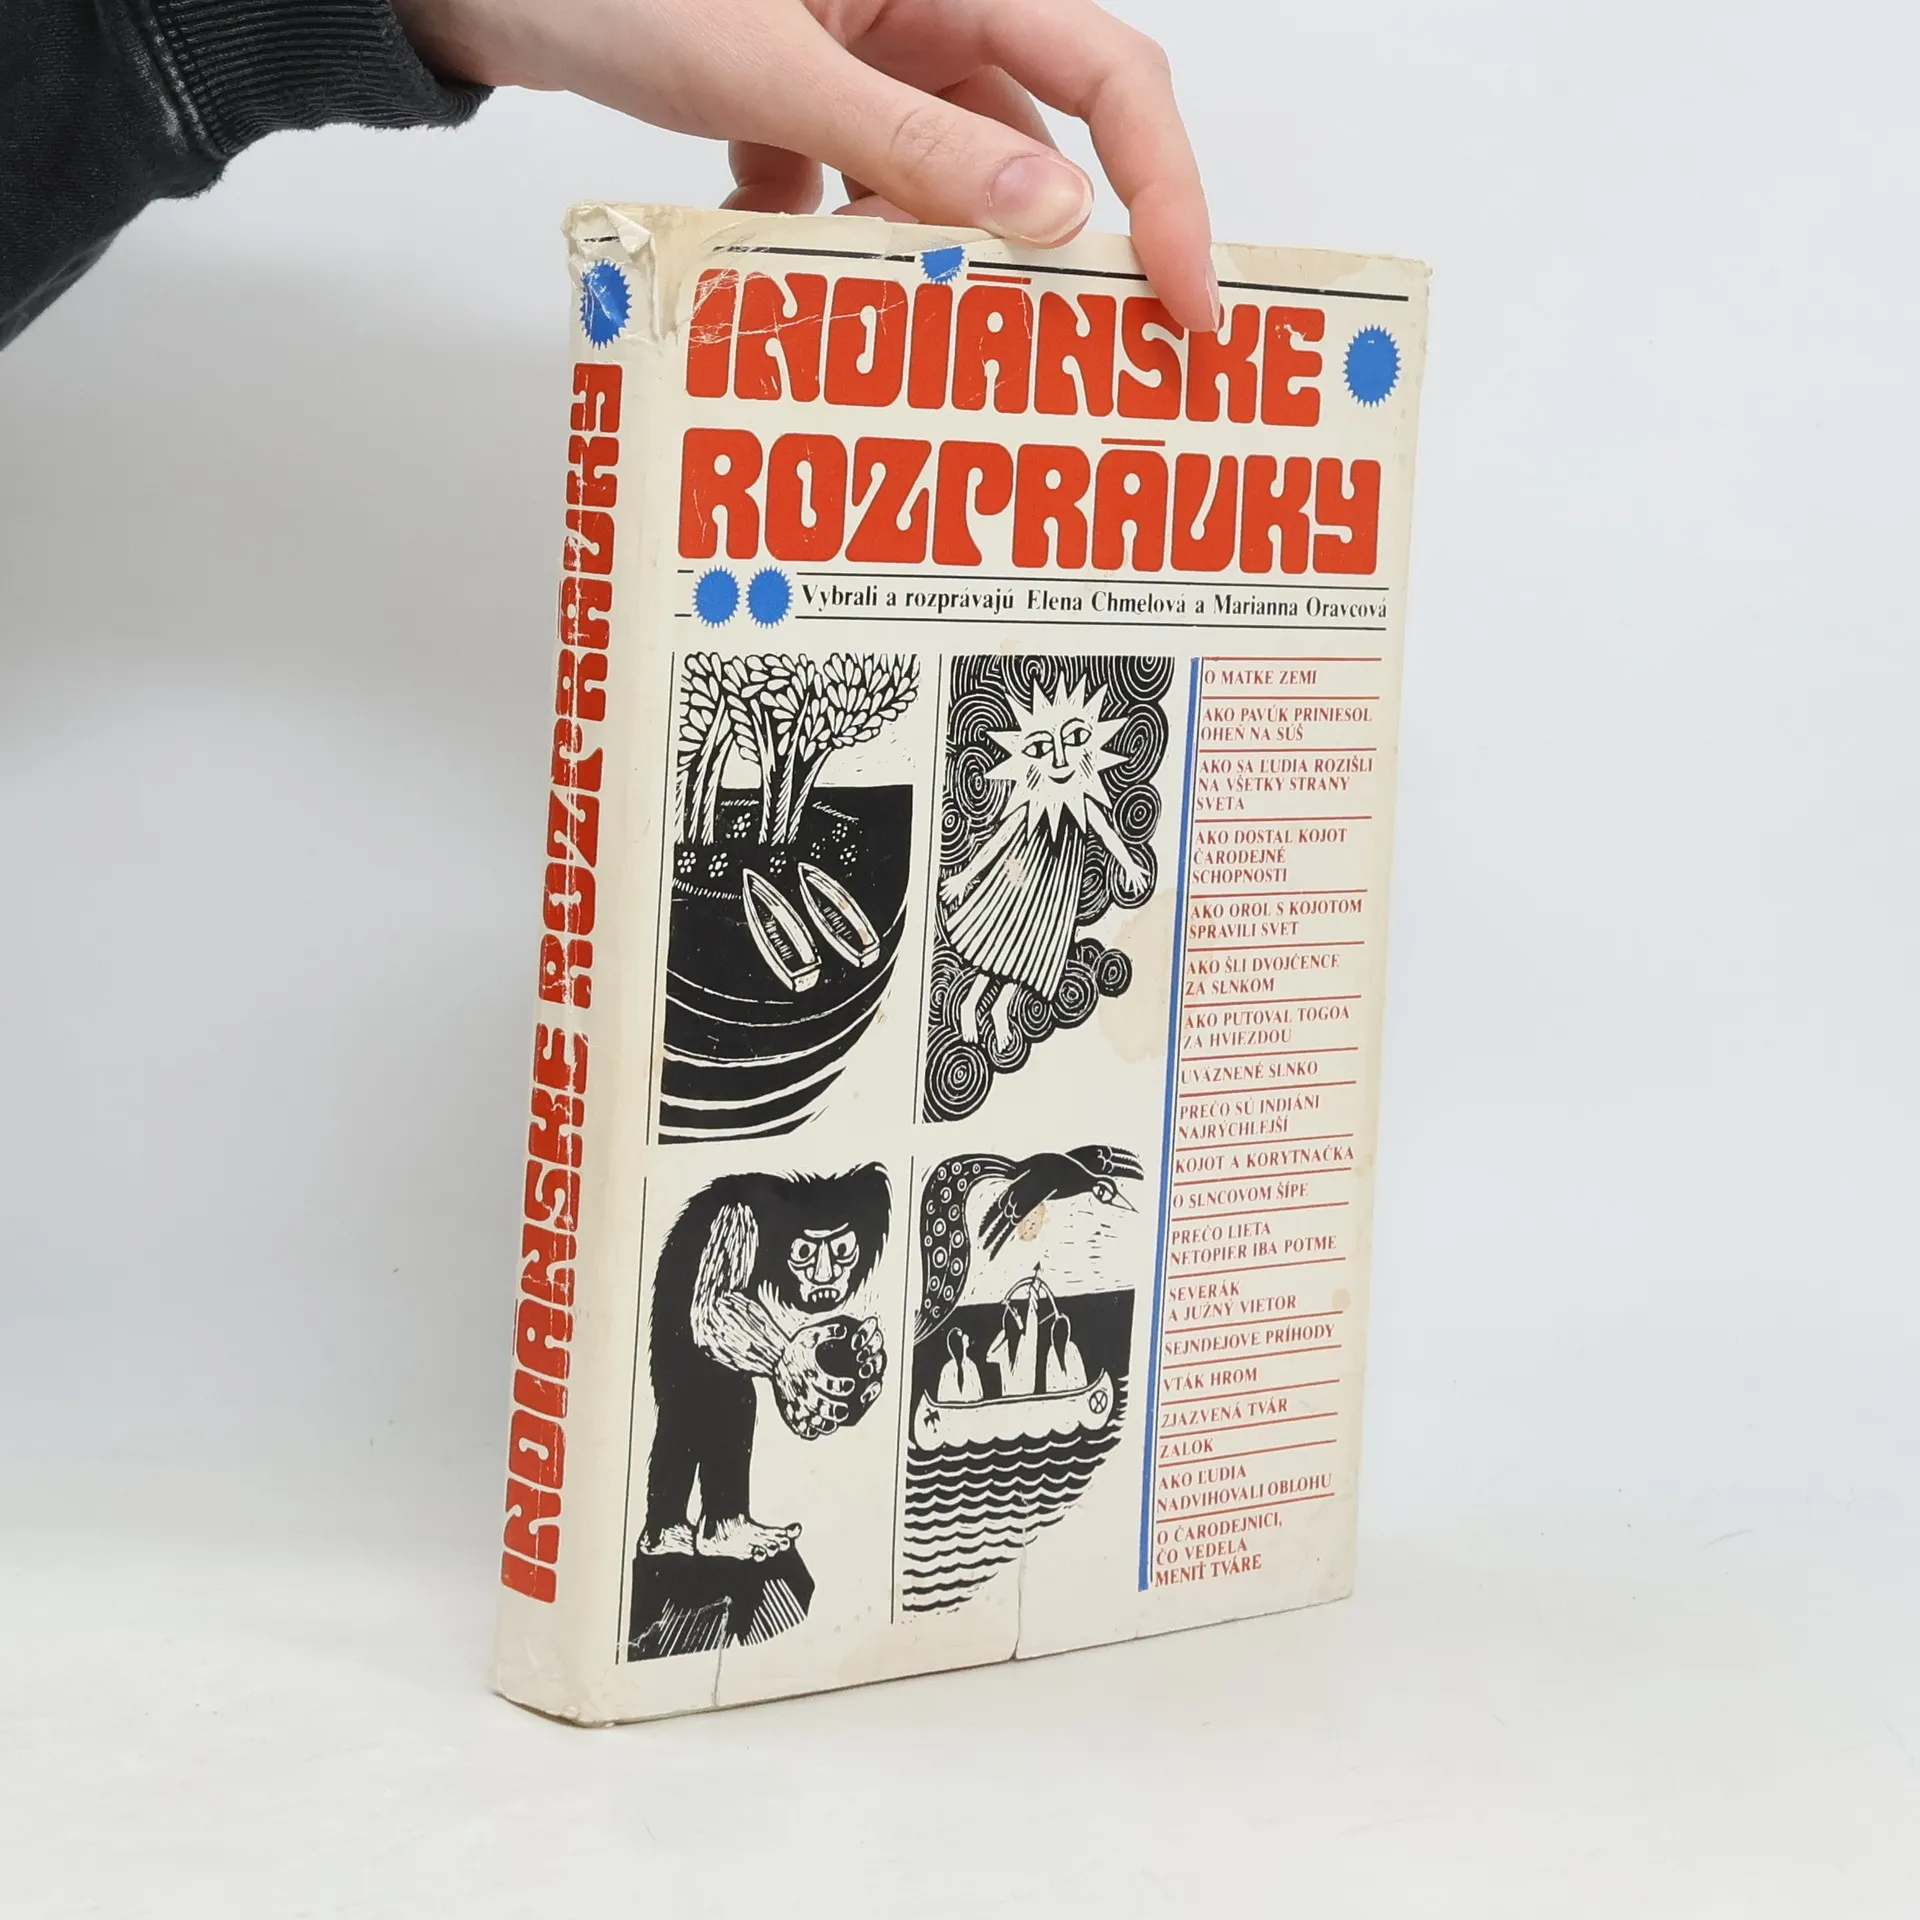 INDIÁNSKE
ROZPRÁVKY
Vybrali a rozprávajú Elena Chmelová a Marianna Oravcová
O MATKE ZEMI
AKO PAVÚK PRINIESOL
OHEŇ NA SÚŠ
AKO SA ĽUDIA ROZIŠLI
NA VŠETKY STRANY
SVETA
AKO DOSTAL KOJOT
ČARODEJNÉ
SCHOPNOSTI
AKO OROL S KOJOTOM
SPRAVILI SVET
AKO ŠLI DVOJČENCE
ZA SLNKOM
AKO PUTOVAL TOGOA
ZA HVIEZDOU
UVÄZNENÉ SLNKO
PREČO SÚ INDIÁNI
NAJRÝCHLEJŠÍ
KOJOT A KORYTNAČKA
O SLNCOVOM ŠÍPE
PREČO LIETA
NETOPIER IBA POTME
SEVERÁK
A JUŽNÝ VIETOR
SEJNDEJOVE PRÍHODY
VTÁK HROM
ZJAZVENÁ TVÁR
ZALOK
AKO ĽUDIA
NADVIHOVALI OBLOHU
O ČARODEJNICI,
ČO VEDELA
MENIŤ TVÁRE
INDIÁNSKE ROZPRÁVKY